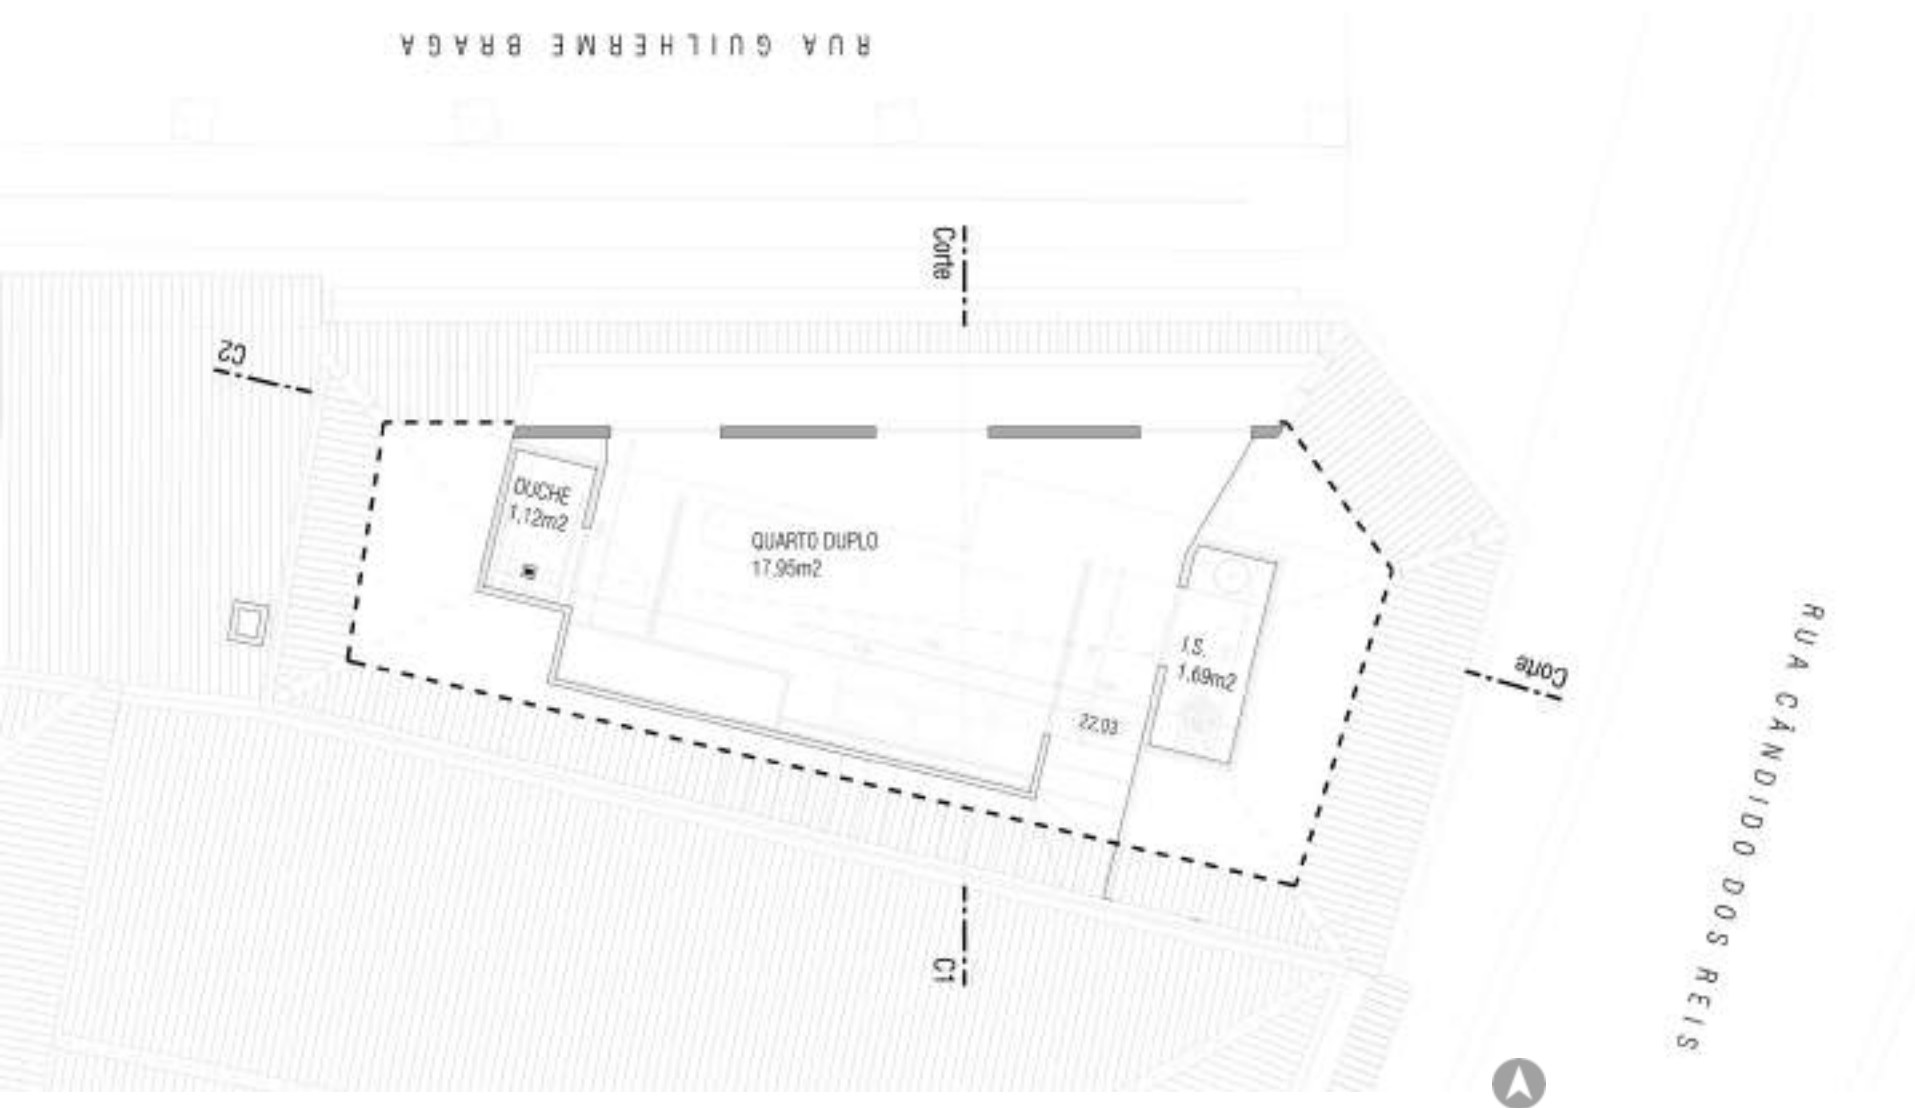 RUA GUILHERME BRAGA
Corte
C2
DUCHE
1,12m2
QUARTO DUPLO
17,95m2
I.S.
1,69m2
22,03
Corte
RUA CÂNDIDO DOS REIS
C1